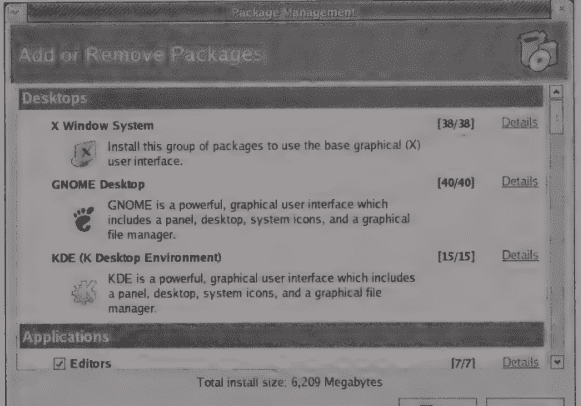 Package Management
Add or Remove Packages
Desktops
X Window System [38/38] Details
Install this group of packages to use the base graphical (X)
user interface.
GNOME Desktop [40/40] Details
GNOME is a powerful, graphical user interface which
includes a panel, desktop, system icons, and a graphical
file manager.
KDE (K Desktop Environment) [15/15] Details
KDE is a powerful, graphical user interface which includes
a panel, desktop, system icons, and a graphical file
manager.
Applications
Editors [7/7] Details
Total install size: 6,209 Megabytes